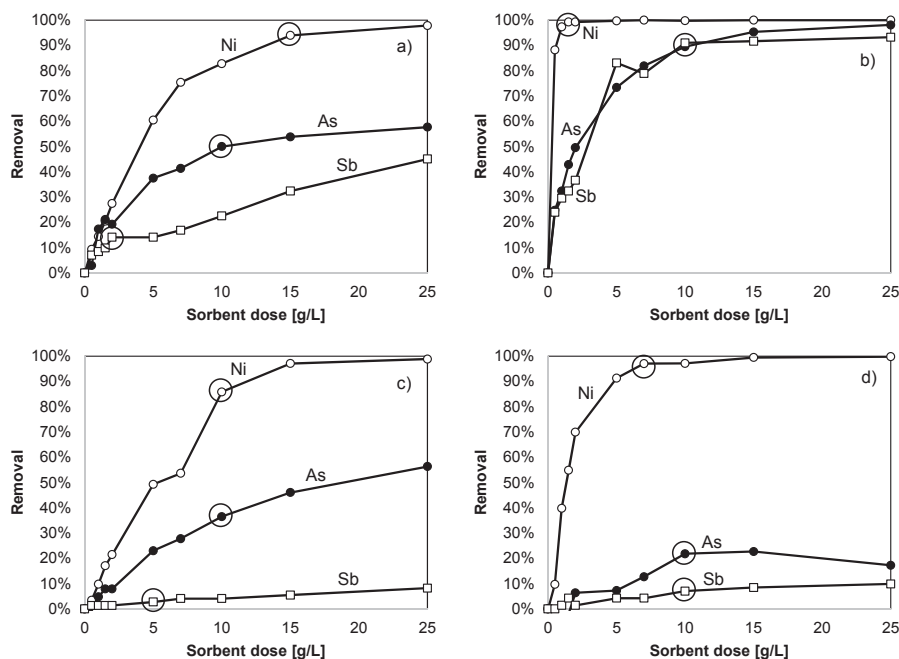 100%
90%
80%
70%
60%
50%
40%
30%
20%
10%
0%
Removal
Ni
As
Sb
a)
0 5 10 15 20 25
Sorbent dose [g/L]
100%
90%
80%
70%
60%
50%
40%
30%
20%
10%
0%
Removal
Ni
As
Sb
b)
0 5 10 15 20 25
Sorbent dose [g/L]
100%
90%
80%
70%
60%
50%
40%
30%
20%
10%
0%
Removal
Ni
As
Sb
c)
0 5 10 15 20 25
Sorbent dose [g/L]
100%
90%
80%
70%
60%
50%
40%
30%
20%
10%
0%
Removal
Ni
As
Sb
d)
0 5 10 15 20 25
Sorbent dose [g/L]